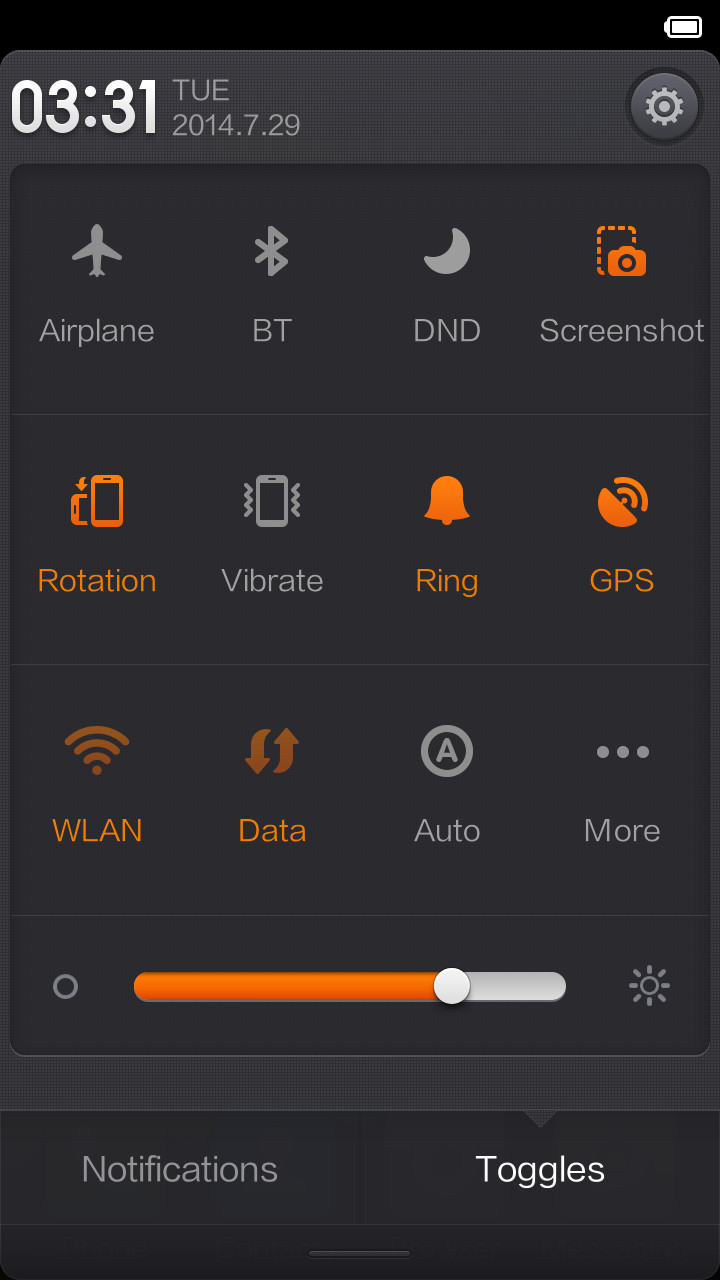 03:31
TUE
2014.7.29
Airplane BT DND Screenshot
Rotation Vibrate Ring GPS
WLAN Data Auto More
Notifications Toggles